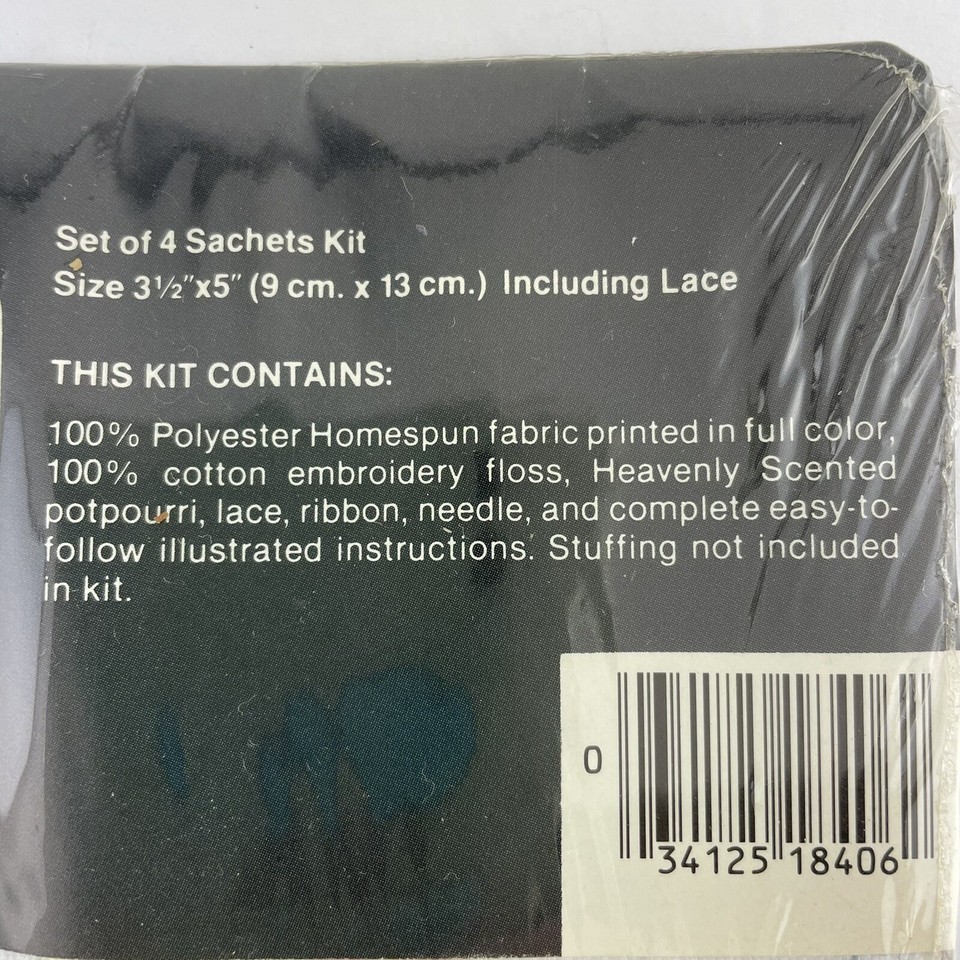 Set of 4 Sachets Kit
Size 3½"x5" (9 cm. x 13 cm.) Including Lace
THIS KIT CONTAINS:
100% Polyester Homespun fabric printed in full color,
100% cotton embroidery floss, Heavenly Scented
potpourri, lace, ribbon, needle, and complete easy-to-
follow illustrated instructions. Stuffing not included
in kit.
0 34125 18406